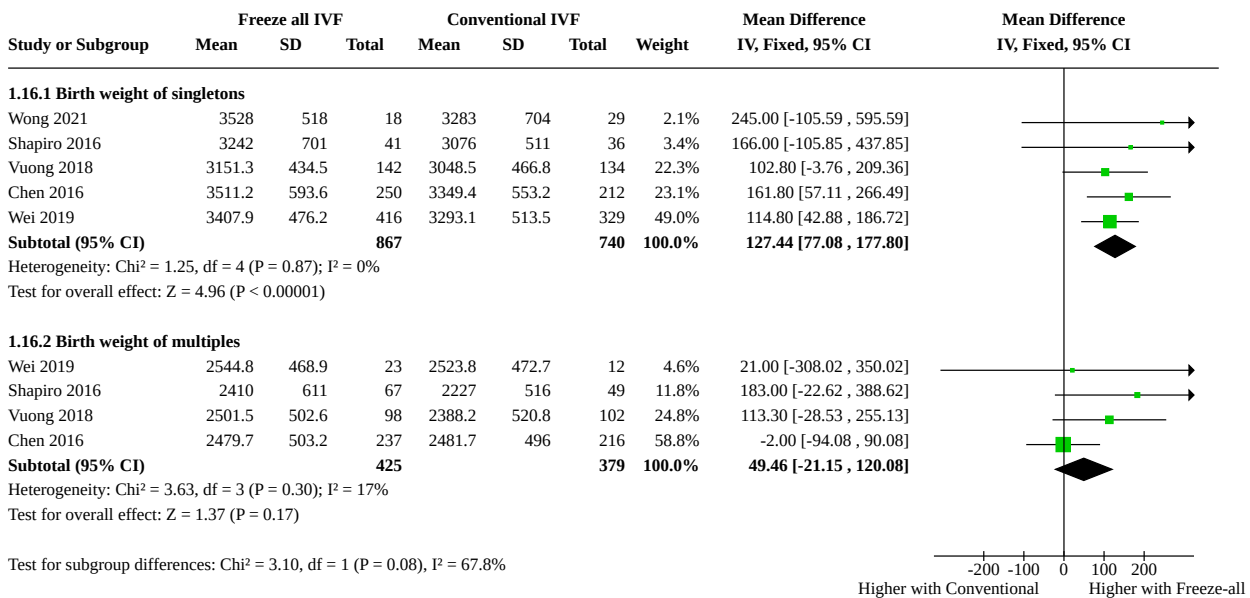 Freeze all IVF Conventional IVF Mean Difference Mean Difference
Study or Subgroup Mean SD Total Mean SD Total Weight IV, Fixed, 95% CI IV, Fixed, 95% CI
1.16.1 Birth weight of singletons
Wong 2021 3528 518 18 3283 704 29 2.1% 245.00 [-105.59 , 595.59]
Shapiro 2016 3242 701 41 3076 511 36 3.4% 166.00 [-105.85 , 437.85]
Vuong 2018 3151.3 434.5 142 3048.5 466.8 134 22.3% 102.80 [-3.76 , 209.36]
Chen 2016 3511.2 593.6 250 3349.4 553.2 212 23.1% 161.80 [57.11 , 266.49]
Wei 2019 3407.9 476.2 416 3293.1 513.5 329 49.0% 114.80 [42.88 , 186.72]
Subtotal (95% CI) 867 740 100.0% 127.44 [77.08 , 177.80]
Heterogeneity: Chi² = 1.25, df = 4 (P = 0.87); I² = 0%
Test for overall effect: Z = 4.96 (P < 0.00001)
1.16.2 Birth weight of multiples
Wei 2019 2544.8 468.9 23 2523.8 472.7 12 4.6% 21.00 [-308.02 , 350.02]
Shapiro 2016 2410 611 67 2227 516 49 11.8% 183.00 [-22.62 , 388.62]
Vuong 2018 2501.5 502.6 98 2388.2 520.8 102 24.8% 113.30 [-28.53 , 255.13]
Chen 2016 2479.7 503.2 237 2481.7 496 216 58.8% -2.00 [-94.08 , 90.08]
Subtotal (95% CI) 425 379 100.0% 49.46 [-21.15 , 120.08]
Heterogeneity: Chi² = 3.63, df = 3 (P = 0.30); I² = 17%
Test for overall effect: Z = 1.37 (P = 0.17)
Test for subgroup differences: Chi² = 3.10, df = 1 (P = 0.08), I² = 67.8%
-200 -100 0 100 200
Higher with Conventional Higher with Freeze-all